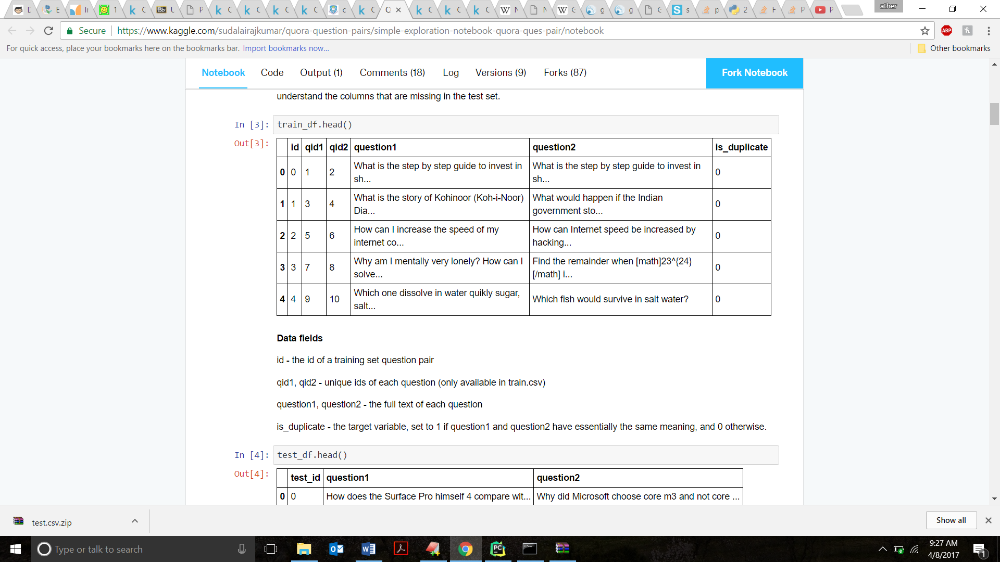 D
E
In
1
C
Bb
U
P
C
C
C
C
c
C
Q
C
C
C
W
N
N
W
G
g
g
G
S
s
p
2
H
P
P
ather
Secure
https://www.kaggle.com/sudalairajkumar/quora-question-pairs/simple-exploration-notebook-quora-ques-pair/notebook
ABP
For quick access, place your bookmarks here on the bookmarks bar. Import bookmarks now...
Other bookmarks
Notebook Code Output (1) Comments (18) Log Versions (9) Forks (87) Fork Notebook
understand the columns that are missing in the test set.
In [3]: train_df.head()
Out[3]:
id qid1 qid2 question1 question2 is_duplicate
0 0 1 2 What is the step by step guide to invest in sh... What is the step by step guide to invest in sh... 0
1 1 3 4 What is the story of Kohinoor (Koh-i-Noor) Dia... What would happen if the Indian government sto... 0
2 2 5 6 How can I increase the speed of my internet co... How can Internet speed be increased by hacking... 0
3 3 7 8 Why am I mentally very lonely? How can I solve... Find the remainder when [math]23^{24}[/math] i... 0
4 4 9 10 Which one dissolve in water quikly sugar, salt... Which fish would survive in salt water? 0
Data fields
id - the id of a training set question pair
qid1, qid2 - unique ids of each question (only available in train.csv)
question1, question2 - the full text of each question
is_duplicate - the target variable, set to 1 if question1 and question2 have essentially the same meaning, and 0 otherwise.
In [4]: test_df.head()
Out[4]:
test_id question1 question2
0 0 How does the Surface Pro himself 4 compare wit... Why did Microsoft choose core m3 and not core ...
test.csv.zip
Show all
Type or talk to search
PC
9:27 AM
4/8/2017
1